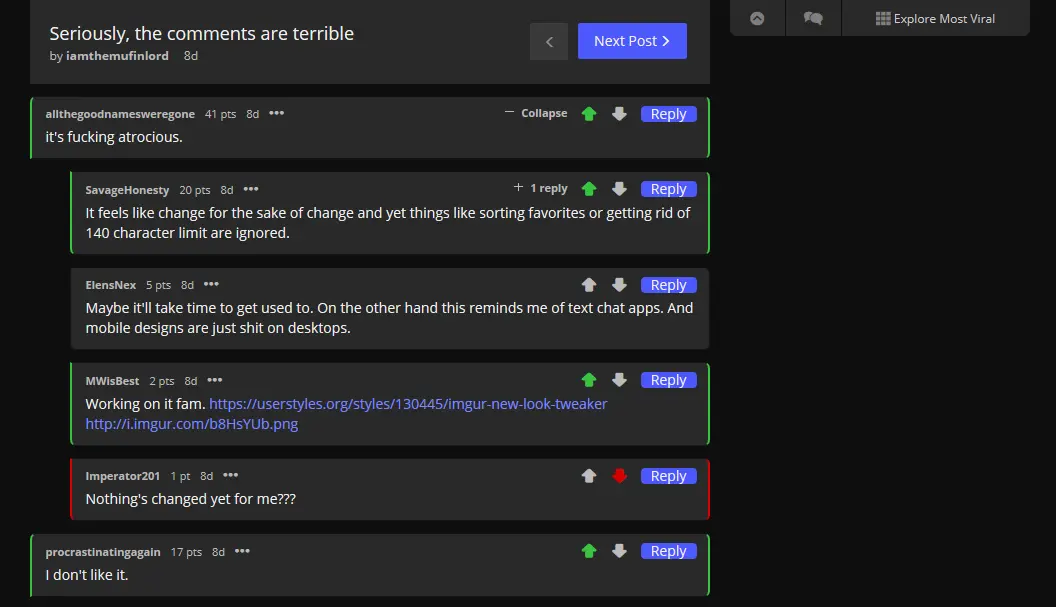 Seriously, the comments are terrible
by iamthemufinlord 8d
Next Post
Explore Most Viral
allthegoodnamesweregone 41 pts 8d ••• Collapse Reply
it's fucking atrocious.
SavageHonesty 20 pts 8d ••• + 1 reply Reply
It feels like change for the sake of change and yet things like sorting favorites or getting rid of
140 character limit are ignored.
ElensNex 5 pts 8d ••• Reply
Maybe it'll take time to get used to. On the other hand this reminds me of text chat apps. And
mobile designs are just shit on desktops.
MWisBest 2 pts 8d ••• Reply
Working on it fam. https://userstyles.org/styles/130445/imgur-new-look-tweaker
http://i.imgur.com/b8HsYUb.png
Imperator201 1 pt 8d ••• Reply
Nothing's changed yet for me???
procrastinatingagain 17 pts 8d ••• Reply
I don't like it.